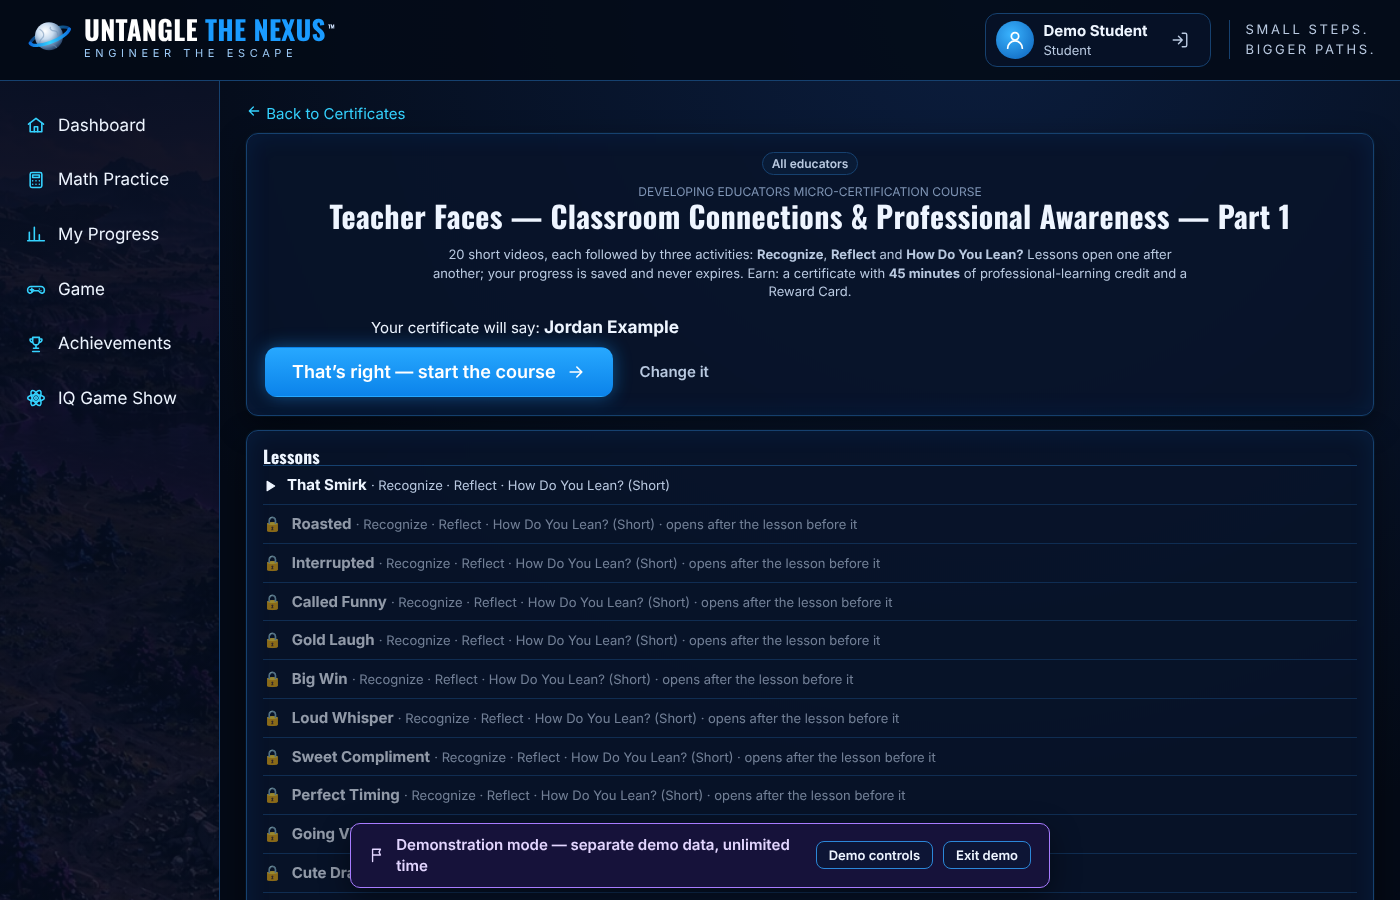 UNTANGLE THE NEXUS™
ENGINEER THE ESCAPE
Demo Student
Student
SMALL STEPS.
BIGGER PATHS.
Dashboard
Math Practice
My Progress
Game
Achievements
IQ Game Show
← Back to Certificates
All educators
DEVELOPING EDUCATORS MICRO-CERTIFICATION COURSE
Teacher Faces — Classroom Connections & Professional Awareness — Part 1
20 short videos, each followed by three activities: Recognize, Reflect and How Do You Lean? Lessons open one after
another; your progress is saved and never expires. Earn: a certificate with 45 minutes of professional-learning credit and a
Reward Card.
Your certificate will say: Jordan Example
That’s right — start the course →
Change it
Lessons
That Smirk · Recognize · Reflect · How Do You Lean? (Short)
Roasted · Recognize · Reflect · How Do You Lean? (Short) · opens after the lesson before it
Interrupted · Recognize · Reflect · How Do You Lean? (Short) · opens after the lesson before it
Called Funny · Recognize · Reflect · How Do You Lean? (Short) · opens after the lesson before it
Gold Laugh · Recognize · Reflect · How Do You Lean? (Short) · opens after the lesson before it
Big Win · Recognize · Reflect · How Do You Lean? (Short) · opens after the lesson before it
Loud Whisper · Recognize · Reflect · How Do You Lean? (Short) · opens after the lesson before it
Sweet Compliment · Recognize · Reflect · How Do You Lean? (Short) · opens after the lesson before it
Perfect Timing · Recognize · Reflect · How Do You Lean? (Short) · opens after the lesson before it
Going
Cute
Demonstration mode — separate demo data, unlimited
time
Demo controls
Exit demo